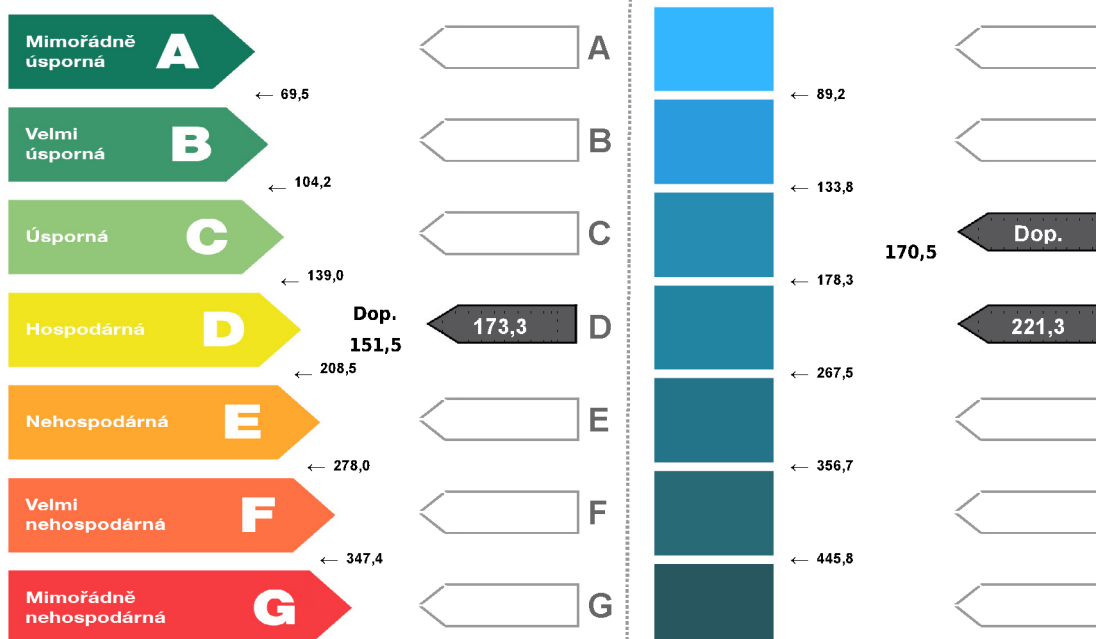 Mimořádně
úsporná
A
A
← 69,5
← 89,2
Velmi
úsporná
B
B
← 104,2
← 133,8
Úsporná
C
C
170,5
Dop.
← 139,0
← 178,3
Hospodárná
D
Dop.
151,5
173,3
D
221,3
← 208,5
← 267,5
Nehospodárná
E
E
← 278,0
← 356,7
Velmi
nehospodárná
F
F
← 347,4
← 445,8
Mimořádně
nehospodárná
G
G